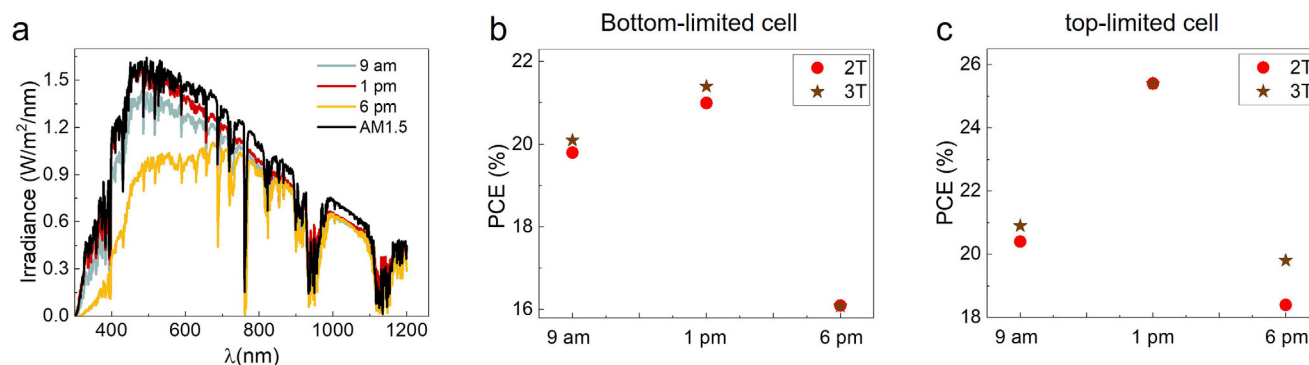 a
Irradiance (W/m²/nm)
1.5
1.2
0.9
0.6
0.3
0.0
9 am
1 pm
6 pm
AM1.5
400 600 800 1000 1200
λ(nm)
b
Bottom-limited cell
PCE (%)
22
20
18
16
2T
3T
9 am 1 pm 6 pm
c
top-limited cell
PCE (%)
26
24
22
20
18
2T
3T
9 am 1 pm 6 pm